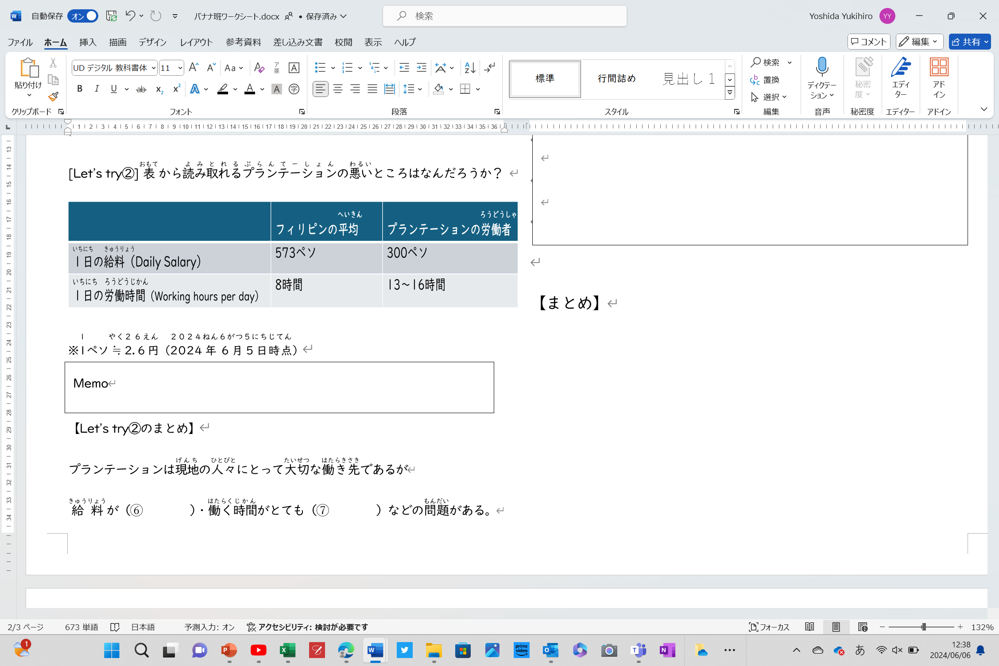 自動保存 オン バナナ班ワークシート.docx • 保存済み 検索 Yoshida Yukihiro YY
ファイル ホーム 挿入 描画 デザイン レイアウト 参考資料 差し込み文書 校閲 表示 ヘルプ コメント 編集 共有
貼り付け
クリップボード
UD デジタル 教科書体 11 Aa
フォント
段落
標準 行間詰め 見出し 1
スタイル
検索
置換
選択
編集
ディクテーション
音声
秘密度
秘密度
エディター
エディター
アドイン
アドイン
1 2 3 4 5 6 7 8 9 10 11 12 13 14 15 16 17 18 19 20 21 22 23 24 25 26 27 28 29 30 31 32 33 34 35 36
13 14 15 16 17 18 19 20 21 22 23 24 25 26 27 28 29 30 31 32 33 34
おもて よみとれるぷらんてーしょん わるい
[Let's try②] 表から読み取れるプランテーションの悪いところはなんだろうか？
へいきん ろうどうしゃ
フィリピンの平均 プランテーションの労働者
いちにち きゅうりょう
1日の給料（Daily Salary） 573ペソ 300ペソ
いちにち ろうどうじかん
1日の労働時間（Working hours per day） 8時間 13～16時間
1 やく２６えん ２０２４ねん６がつ５にちじてん
※1ペソ≒2.６円（2024年６月５日時点）
Memo
【Let's try②のまとめ】
げんち ひとびと たいせつ はたらきさき
プランテーションは現地の人々にとって大切な働き先であるが
きゅうりょう はたらくじかん もんだい
給料が（⑥　　　　）・働く時間がとても（⑦　　　　）などの問題がある。
【まとめ】
2/3 ページ 673 単語 日本語 予測入力: オン アクセシビリティ: 検討が必要です フォーカス 132%
1 prime video あ 12:38
2024/06/06